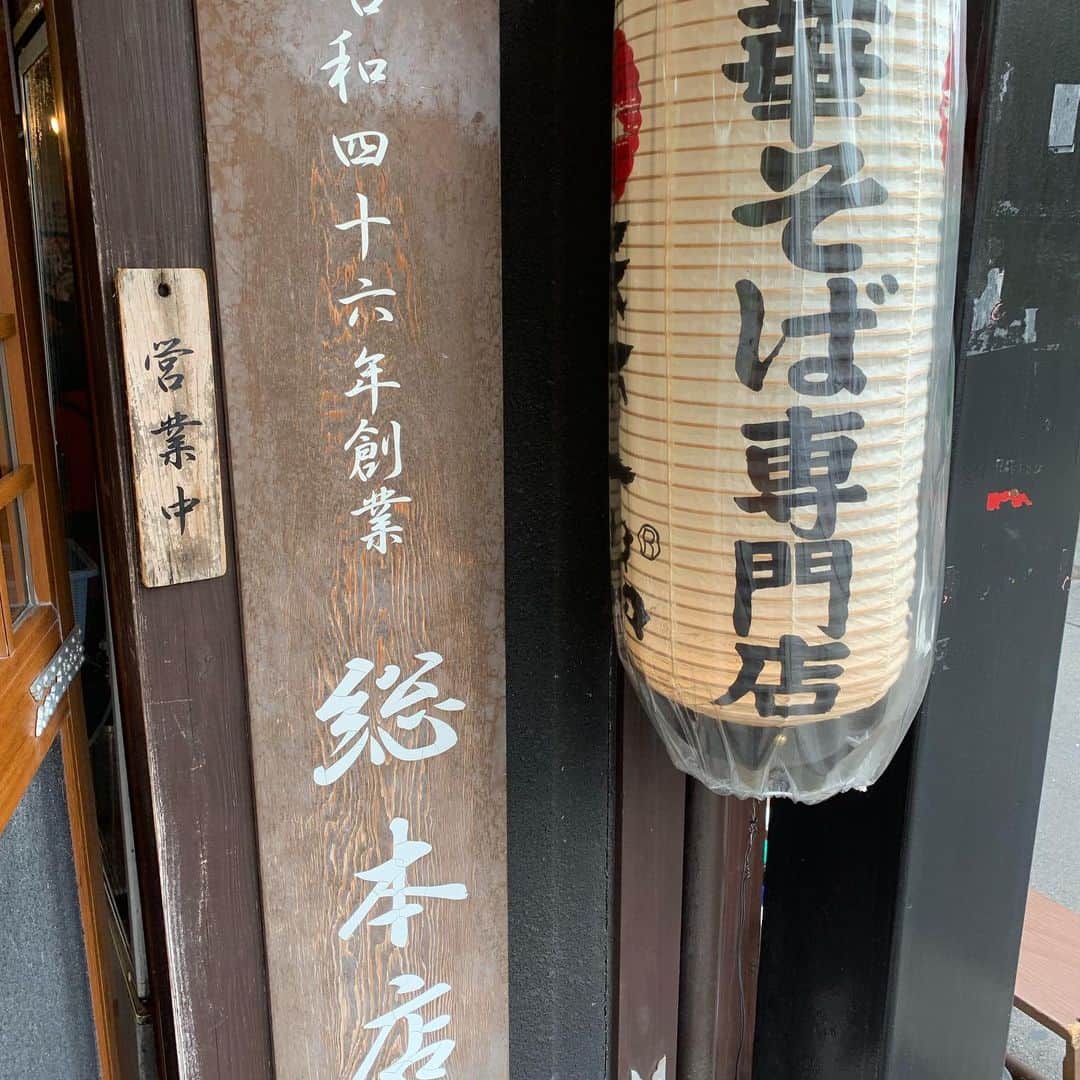 華そば専門店
和四十六年創業
総本店
営業中
®